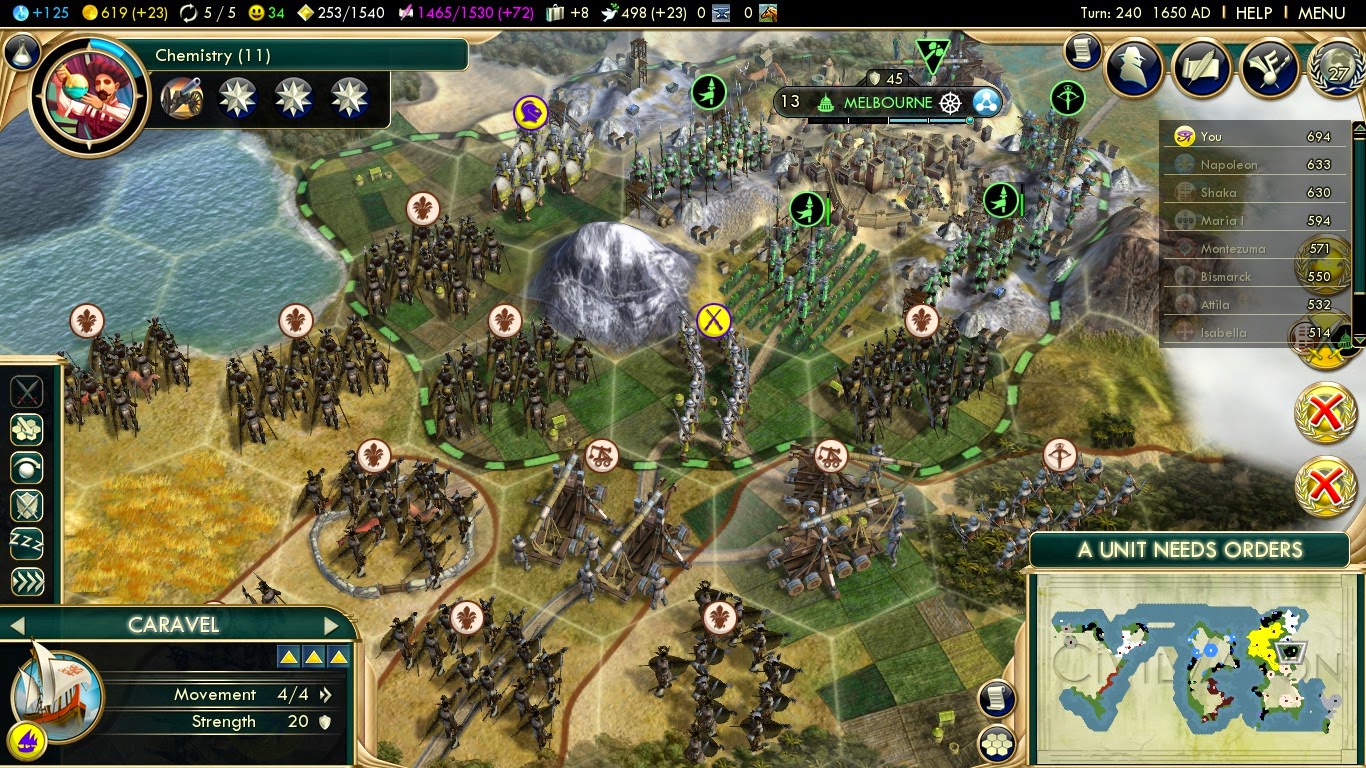 +125 619 (+23) 5 / 5 34 253/1540 1465/1530 (+72) +8 498 (+23) 0 0 Turn: 240 1650 AD HELP MENU
Chemistry (11)
27
45
13 MELBOURNE
You 694
Napoleon 633
Shaka 630
Maria I 594
Montezuma 571
Bismarck 550
Attila 532
Isabella 514
ZZZ
A UNIT NEEDS ORDERS
CARAVEL
Movement 4/4
Strength 20